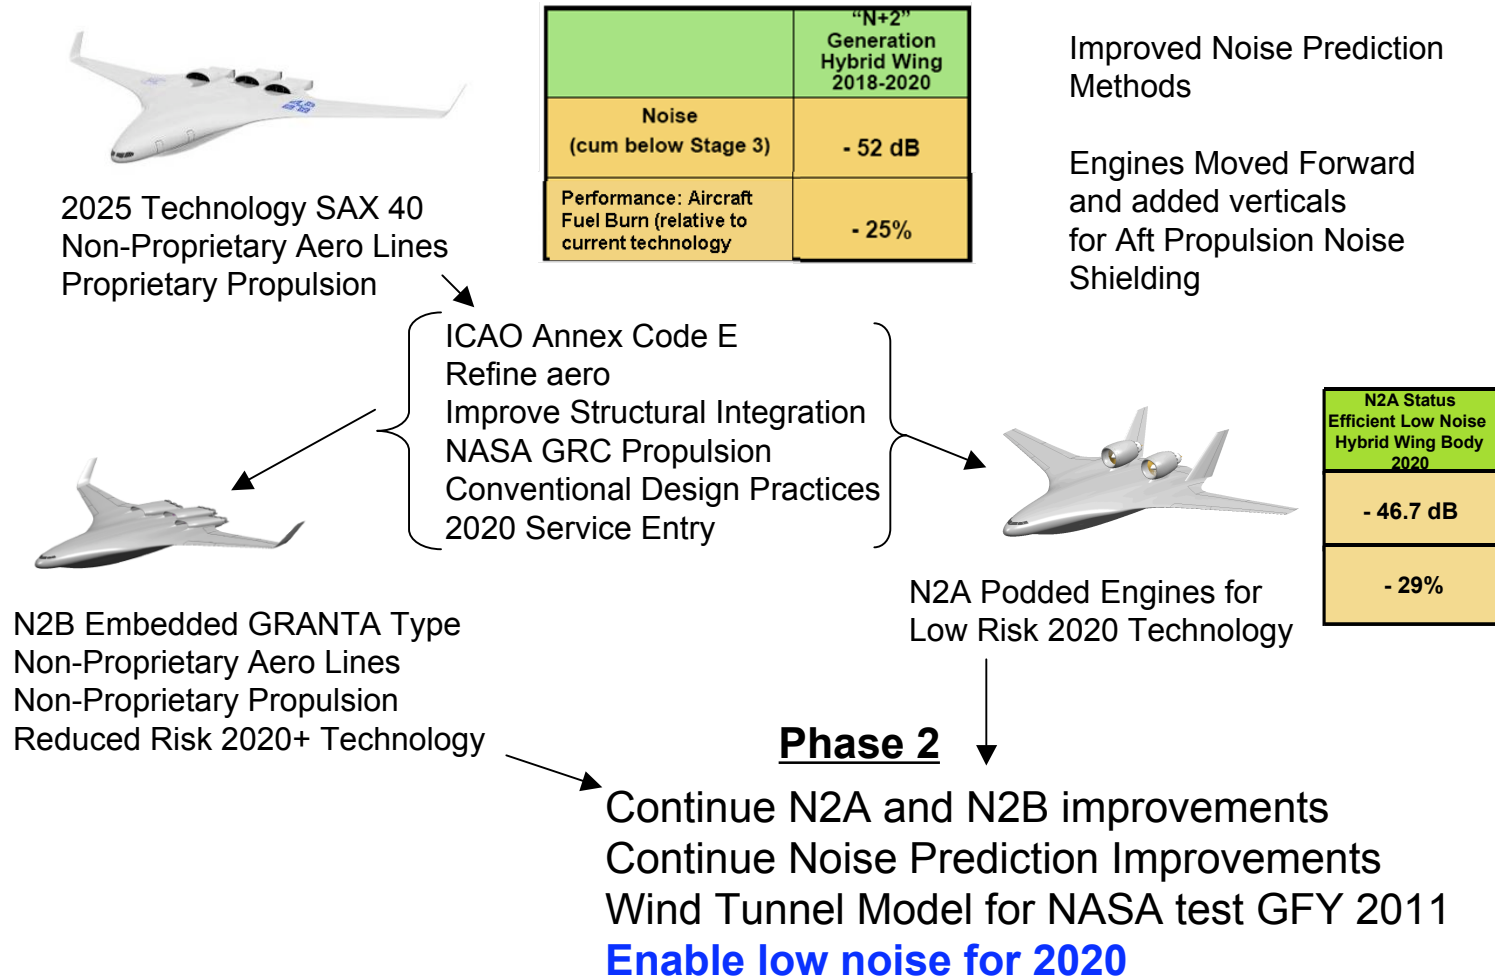 "N+2"
Generation
Hybrid Wing
2018-2020
Noise
(cum below Stage 3)
- 52 dB
Performance: Aircraft
Fuel Burn (relative to
current technology
- 25%
Improved Noise Prediction
Methods
Engines Moved Forward
and added verticals
for Aft Propulsion Noise
Shielding
2025 Technology SAX 40
Non-Proprietary Aero Lines
Proprietary Propulsion
ICAO Annex Code E
Refine aero
Improve Structural Integration
NASA GRC Propulsion
Conventional Design Practices
2020 Service Entry
N2A Status
Efficient Low Noise
Hybrid Wing Body
2020
- 46.7 dB
- 29%
N2A Podded Engines for
Low Risk 2020 Technology
N2B Embedded GRANTA Type
Non-Proprietary Aero Lines
Non-Proprietary Propulsion
Reduced Risk 2020+ Technology
Phase 2
Continue N2A and N2B improvements
Continue Noise Prediction Improvements
Wind Tunnel Model for NASA test GFY 2011
Enable low noise for 2020